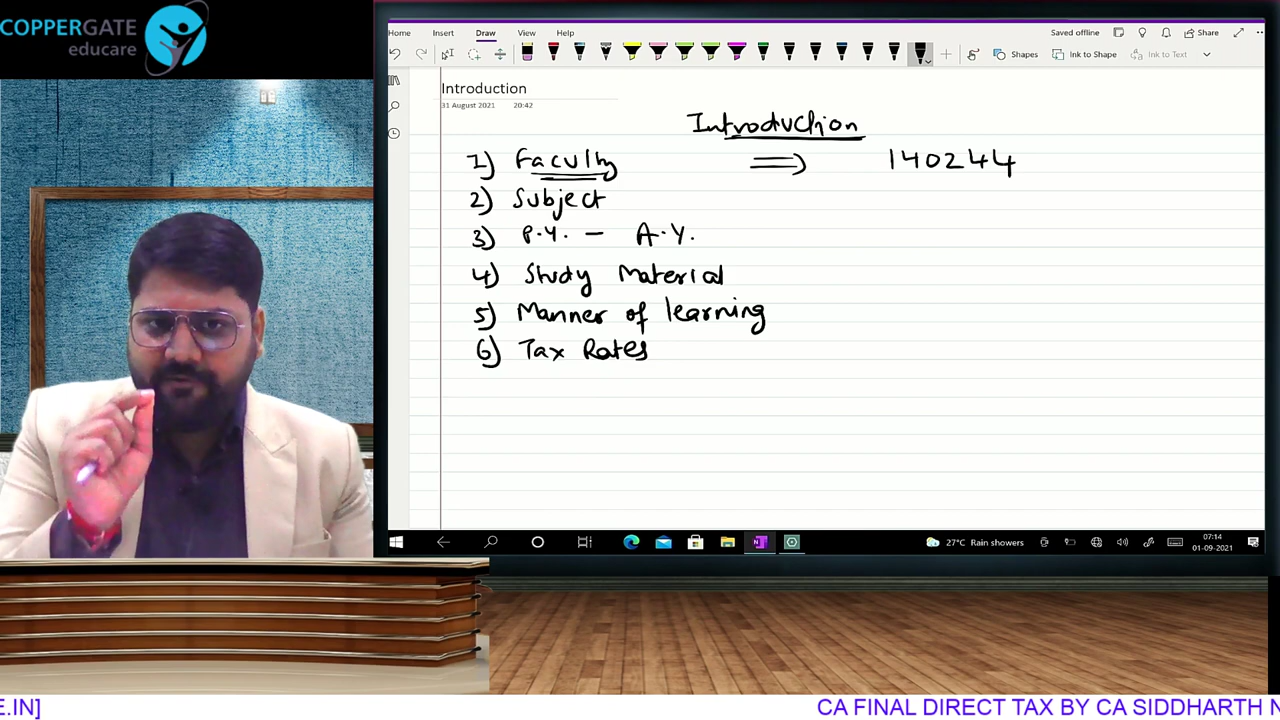 COPPERGATE
educare
Home Insert Draw View Help
Saved offline
Share
Shapes
Ink to Shape
Ink to Text
Introduction
31 August 2021 20:42
Introduction
1) Faculty ⇒ 140244
2) Subject
3) P.Y. - A.Y.
4) Study Material
5) Manner of learning
6) Tax Rates
27°C Rain showers
07:14
01-09-2021
E.IN] CA FINAL DIRECT TAX BY CA SIDDHARTH N